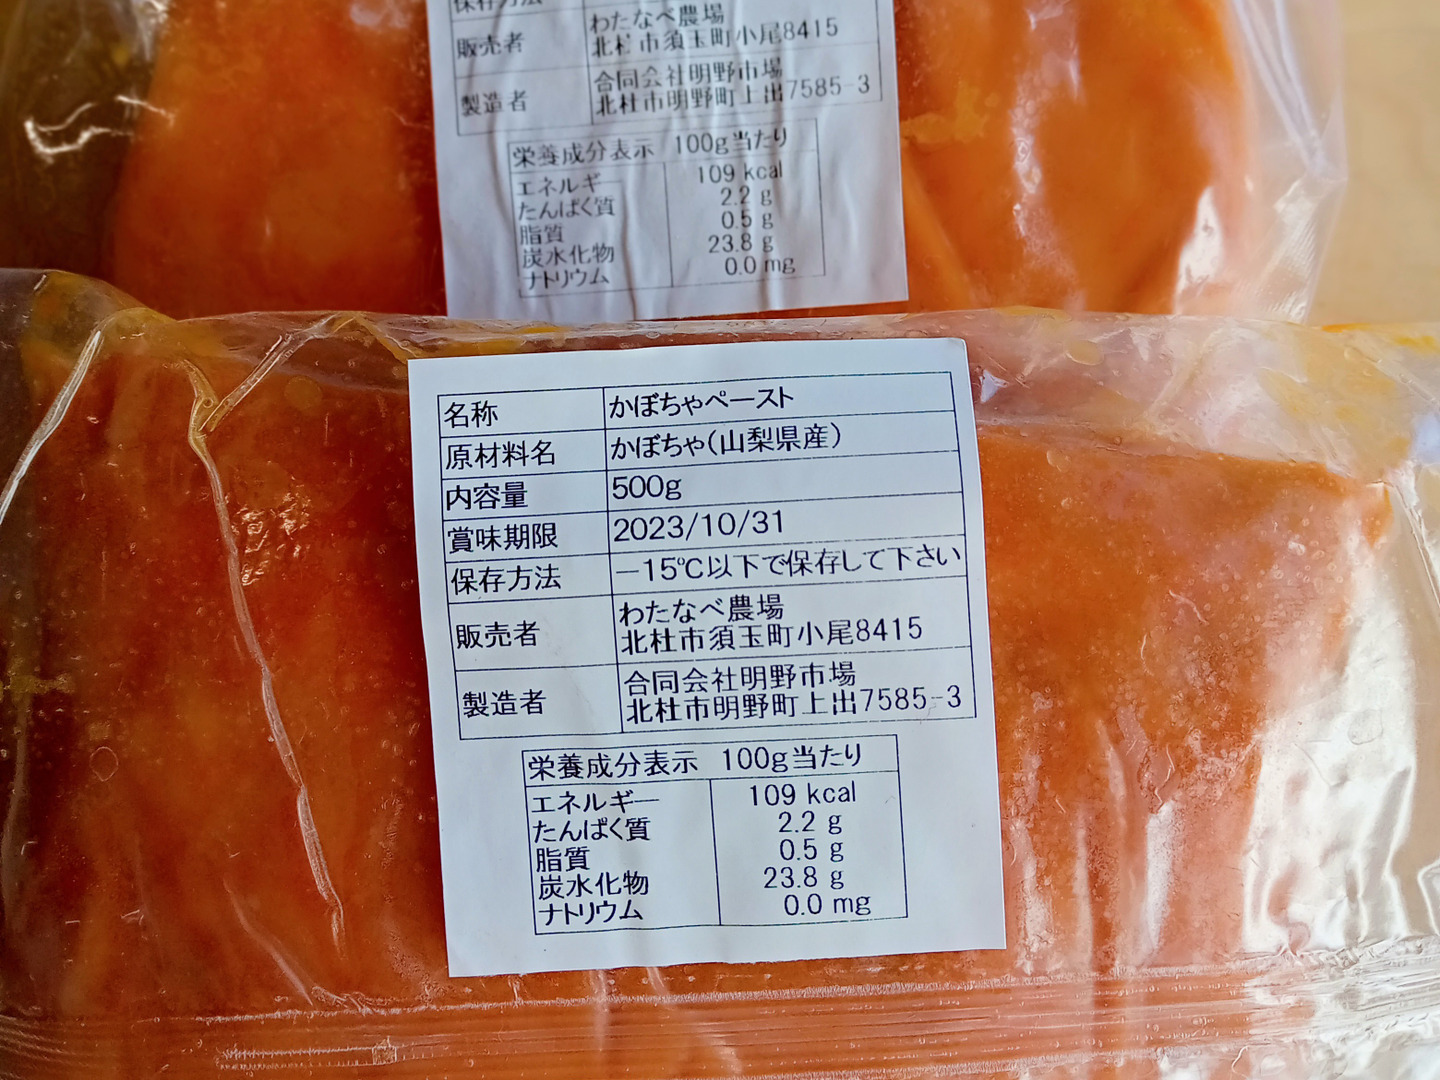 保存方法
販売者 わたなべ農場
北杜市須玉町小尾8415
製造者 合同会社明野市場
北杜市明野町上出7585-3
栄養成分表示 100g当たり
エネルギー 109 kcal
たんぱく質 2.2 g
脂質 0.5 g
炭水化物 23.8 g
ナトリウム 0.0 mg
名称 かぼちゃペースト
原材料名 かぼちゃ(山梨県産)
内容量 500g
賞味期限 2023/10/31
保存方法 －15℃以下で保存して下さい
販売者 わたなべ農場
北杜市須玉町小尾8415
製造者 合同会社明野市場
北杜市明野町上出7585-3
栄養成分表示 100g当たり
エネルギー 109 kcal
たんぱく質 2.2 g
脂質 0.5 g
炭水化物 23.8 g
ナトリウム 0.0 mg